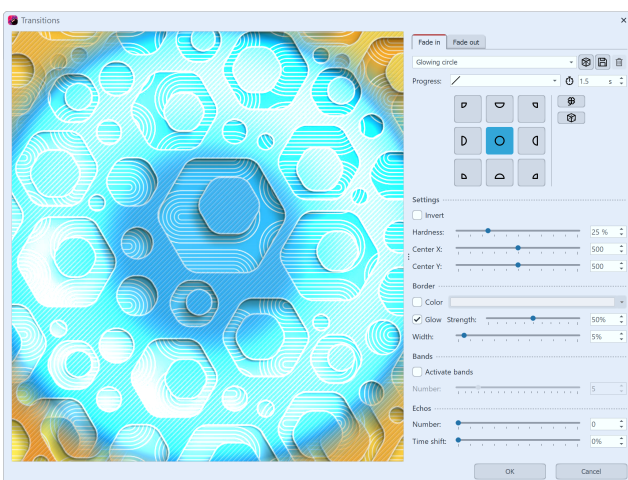 Transitions
Fade in Fade out
Glowing circle
Progress: 1.5 s
Settings
Invert
Hardness: 25 %
Center X: 500
Center Y: 500
Border
Color
Glow Strength: 50%
Width: 5%
Bands
Activate bands
Number: 5
Echos
Number: 0
Time shift: 0%
OK Cancel